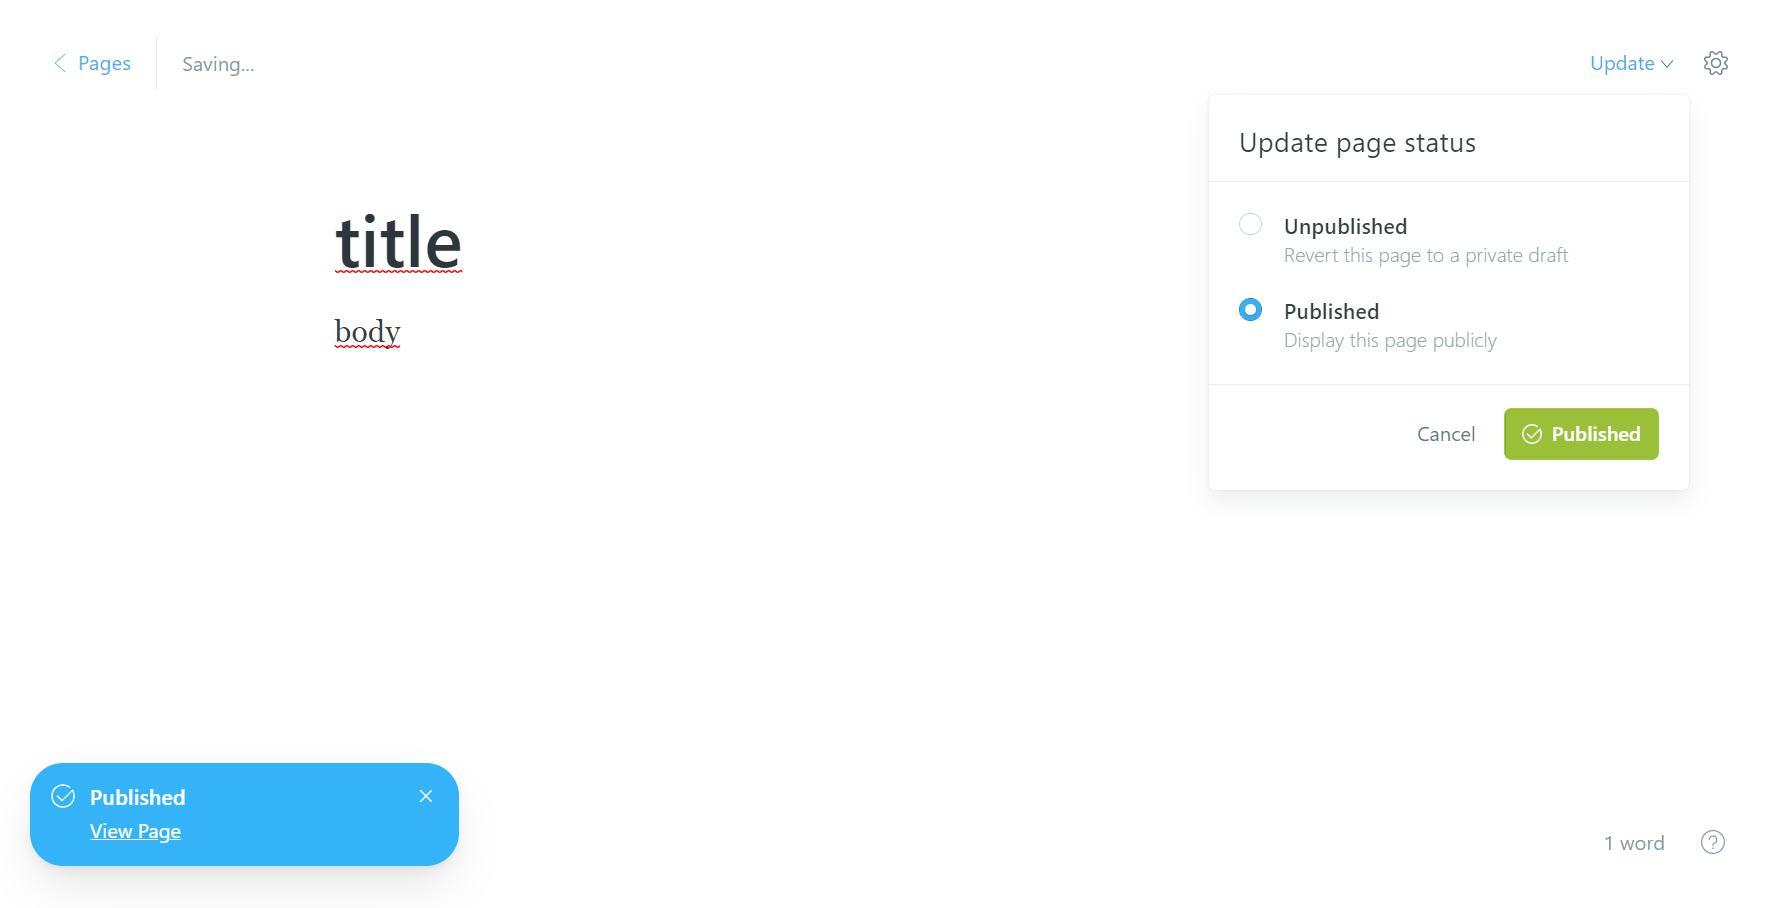 Pages
Saving...
Update
Update page status
Unpublished
Revert this page to a private draft
Published
Display this page publicly
Cancel
Published
title
body
Published
View Page
1 word
?